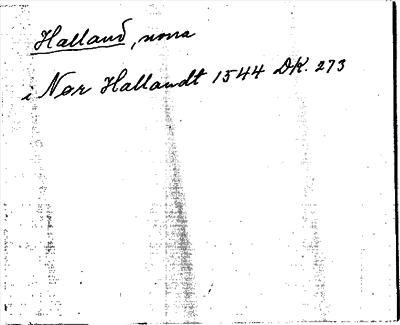 Halland, norra
i Nør Hallandt 1544 DK. 273